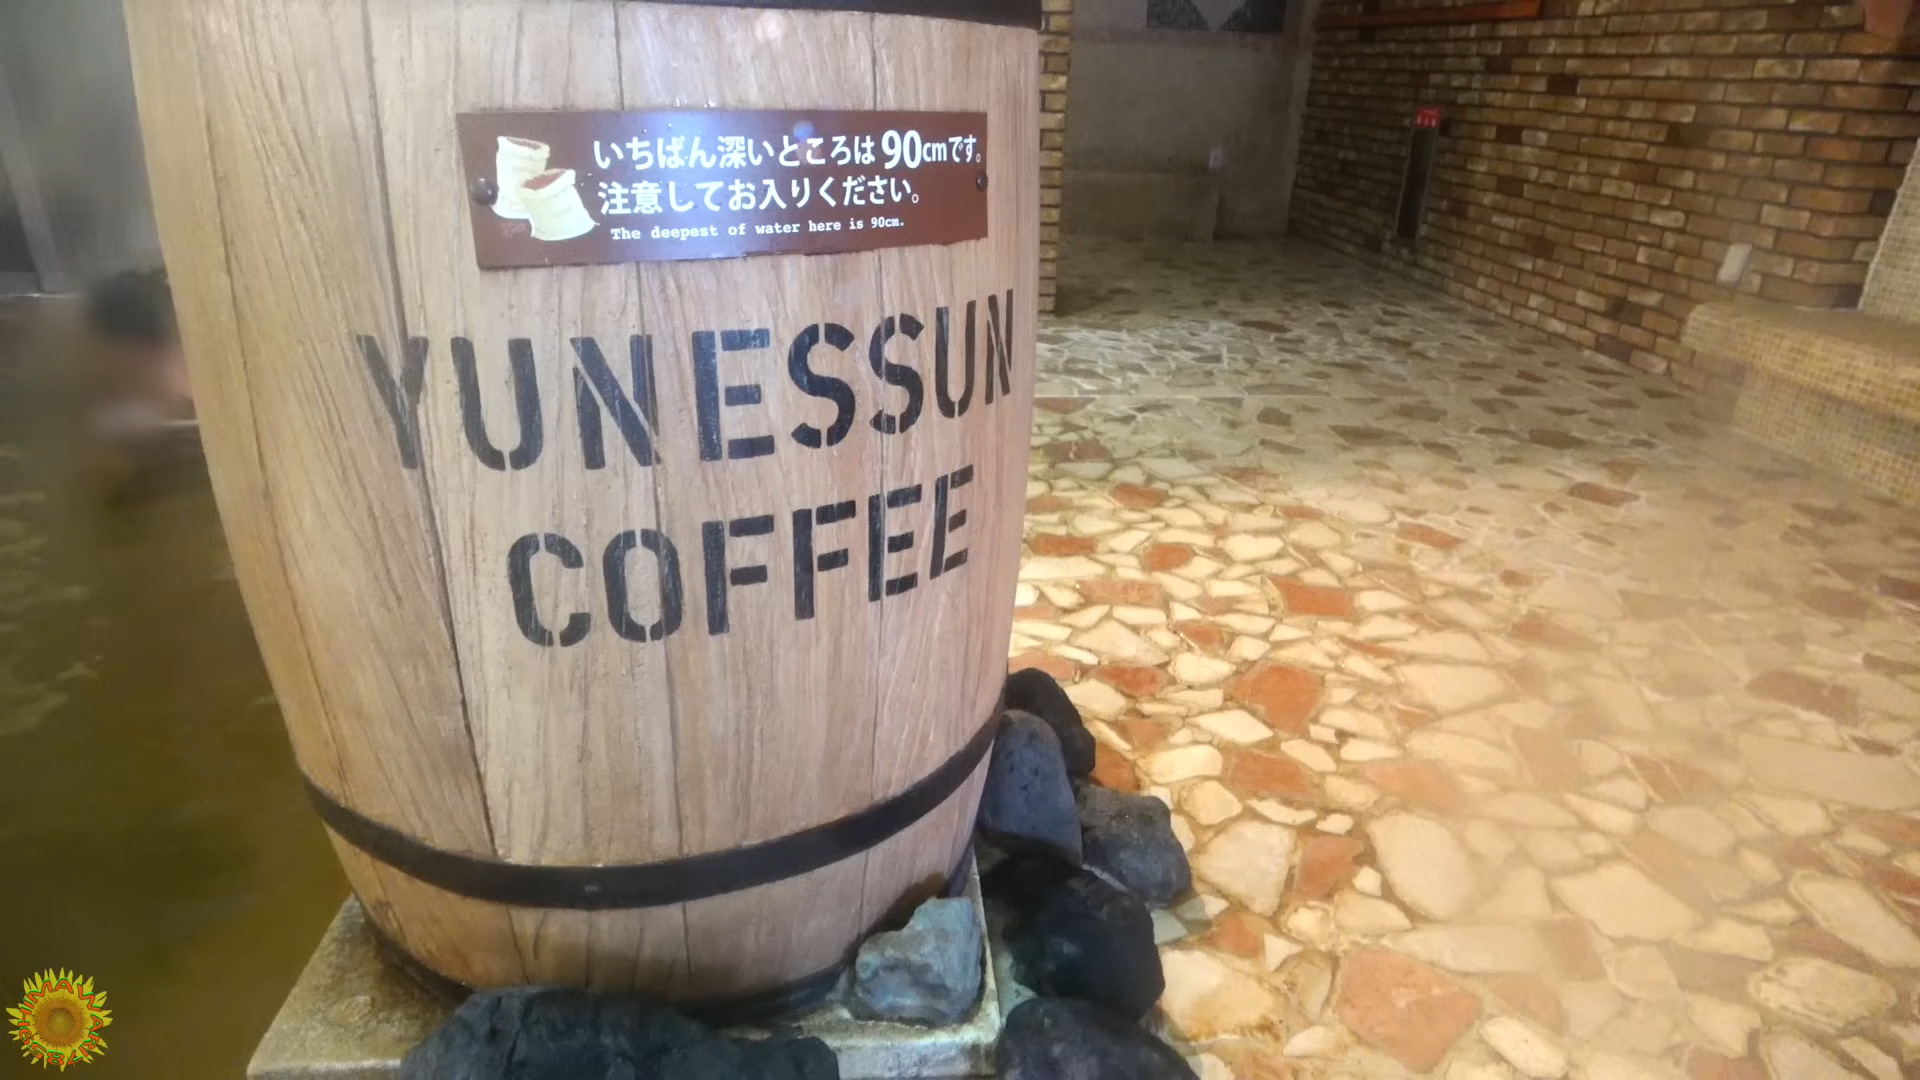 いちばん深いところは90cmです。
注意してお入りください。
The deepest of water here is 90cm.
YUNESSUN
COFFEE